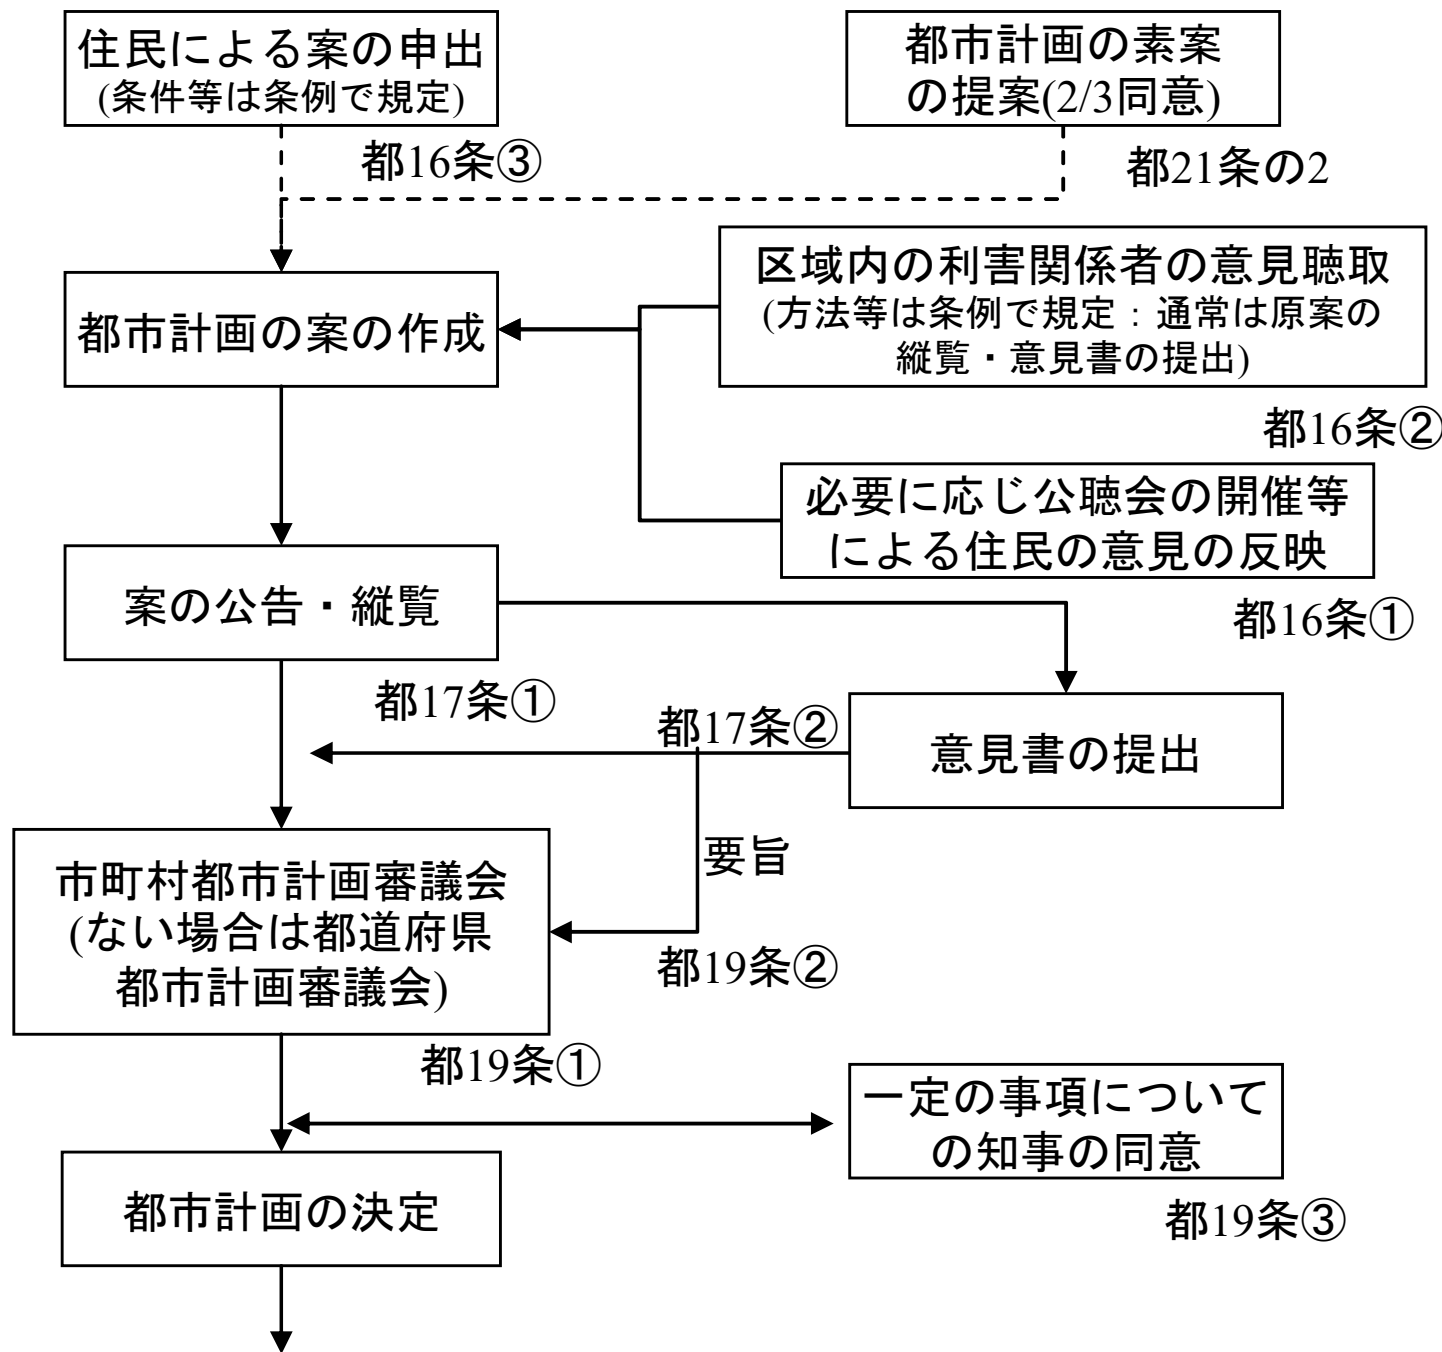 住民による案の申出
(条件等は条例で規定)
都市計画の素案
の提案(2/3同意)
都16条③
都21条の2
区域内の利害関係者の意見聴取
(方法等は条例で規定：通常は原案の
縦覧・意見書の提出)
都市計画の案の作成
都16条②
必要に応じ公聴会の開催等
による住民の意見の反映
案の公告・縦覧
都16条①
都17条①
都17条②
意見書の提出
要旨
市町村都市計画審議会
(ない場合は都道府県
都市計画審議会)
都19条②
都19条①
一定の事項について
の知事の同意
都市計画の決定
都19条③